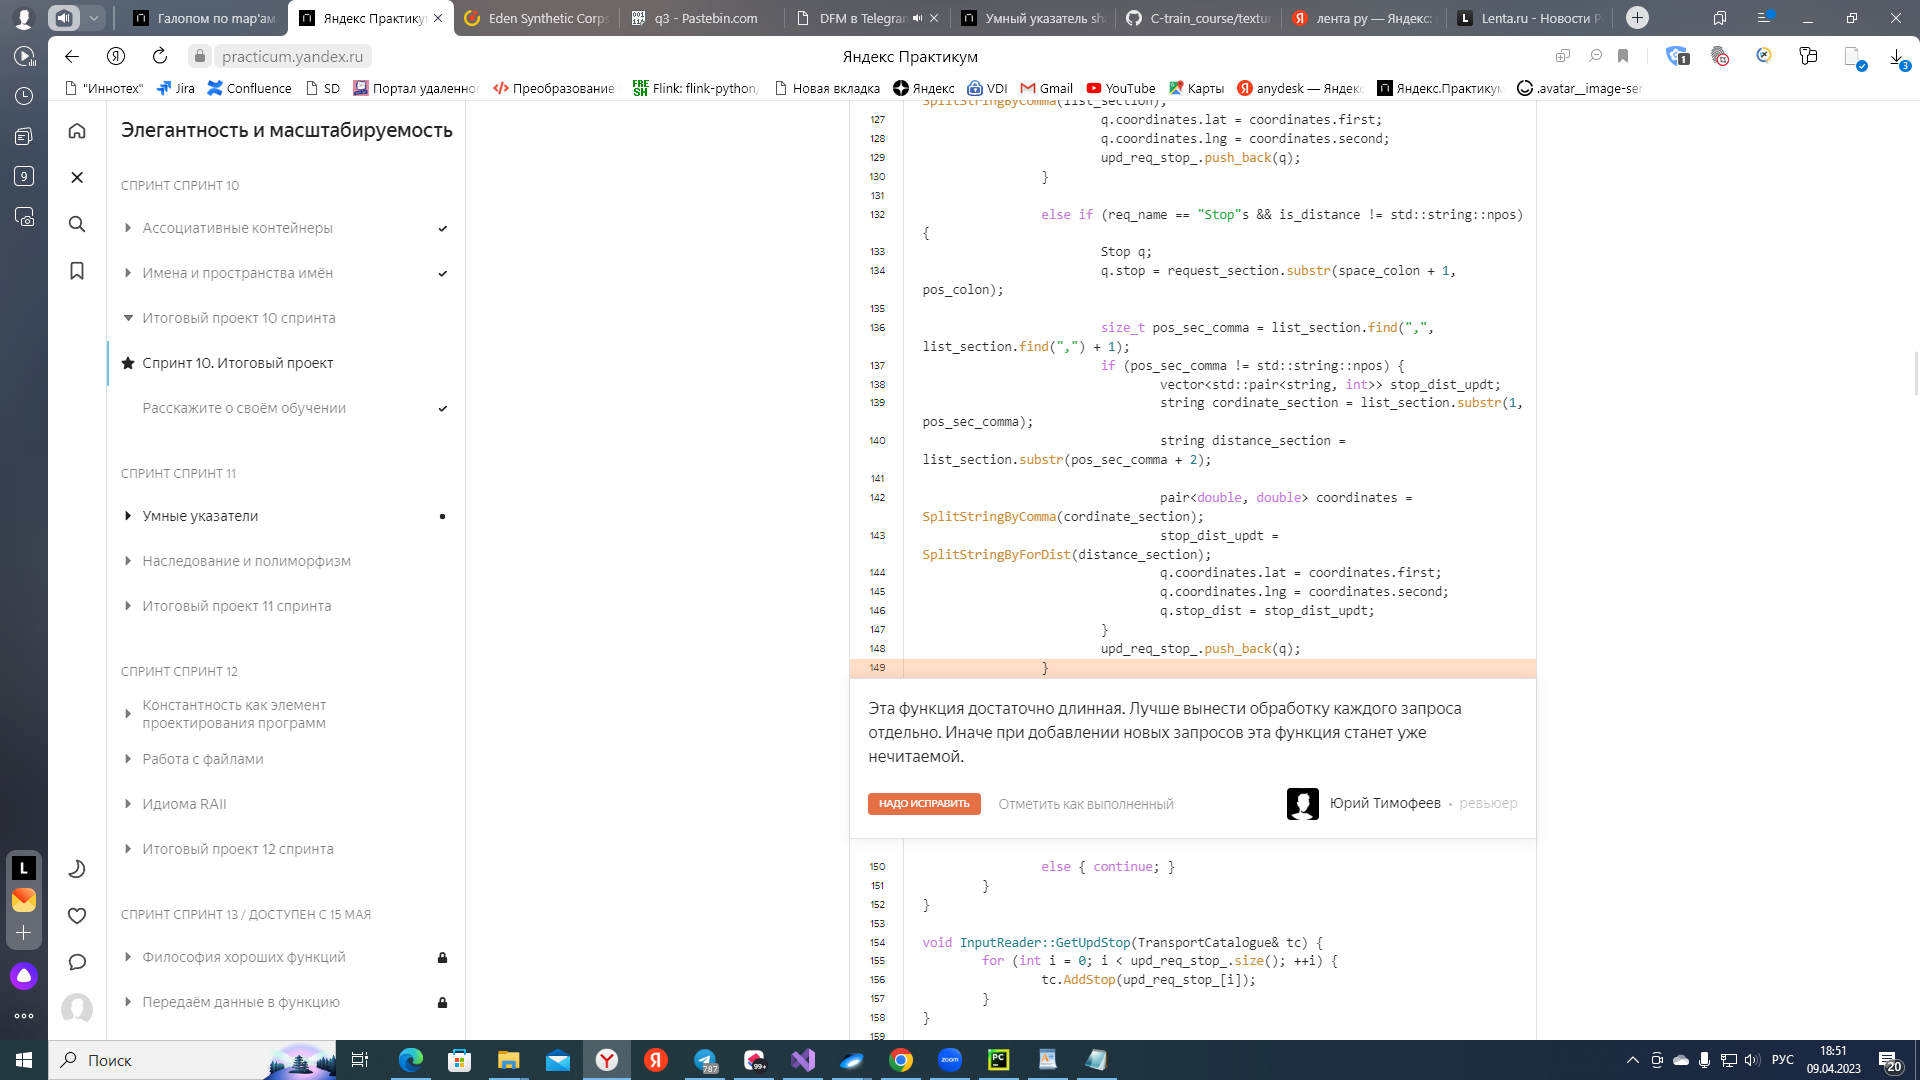 Галопом по map'ам
Яндекс Практикум
Eden Synthetic Corps
q3 - Pastebin.com
DFM в Telegram
Умный указатель sh
C-train_course/textur
лента ру — Яндекс:
Lenta.ru - Новости Р
practicum.yandex.ru
Яндекс Практикум
"Иннотех"
Jira
Confluence
SD
Портал удаленно
Преобразование
Flink: flink-python/
Новая вкладка
Яндекс
VDI
Gmail
YouTube
Карты
anydesk — Яндекс
Яндекс.Практикум
.avatar__image-ser
9
1
3
Элегантность и масштабируемость
СПРИНТ СПРИНТ 10
Ассоциативные контейнеры
Имена и пространства имён
Итоговый проект 10 спринта
Спринт 10. Итоговый проект
Расскажите о своём обучении
СПРИНТ СПРИНТ 11
Умные указатели
Наследование и полиморфизм
Итоговый проект 11 спринта
СПРИНТ СПРИНТ 12
Константность как элемент
проектирования программ
Работа с файлами
Идиома RAII
Итоговый проект 12 спринта
СПРИНТ СПРИНТ 13 / ДОСТУПЕН С 15 МАЯ
Философия хороших функций
Передаём данные в функцию
SplitStringByComma(list_section);
127 q.coordinates.lat = coordinates.first;
128 q.coordinates.lng = coordinates.second;
129 upd_req_stop_.push_back(q);
130 }
131
132 else if (req_name == "Stop"s && is_distance != std::string::npos)
{
133 Stop q;
134 q.stop = request_section.substr(space_colon + 1,
pos_colon);
135
136 size_t pos_sec_comma = list_section.find(",",
list_section.find(",") + 1);
137 if (pos_sec_comma != std::string::npos) {
138 vector<std::pair<string, int>> stop_dist_updt;
139 string cordinate_section = list_section.substr(1,
pos_sec_comma);
140 string distance_section =
list_section.substr(pos_sec_comma + 2);
141
142 pair<double, double> coordinates =
SplitStringByComma(cordinate_section);
143 stop_dist_updt =
SplitStringByForDist(distance_section);
144 q.coordinates.lat = coordinates.first;
145 q.coordinates.lng = coordinates.second;
146 q.stop_dist = stop_dist_updt;
147 }
148 upd_req_stop_.push_back(q);
149 }
Эта функция достаточно длинная. Лучше вынести обработку каждого запроса
отдельно. Иначе при добавлении новых запросов эта функция станет уже
нечитаемой.
НАДО ИСПРАВИТЬ
Отметить как выполненный
Юрий Тимофеев • ревьюер
150 else { continue; }
151 }
152 }
153
154 void InputReader::GetUpdStop(TransportCatalogue& tc) {
155 for (int i = 0; i < upd_req_stop_.size(); ++i) {
156 tc.AddStop(upd_req_stop_[i]);
157 }
158 }
159
L
Поиск
787
99+
zoom
PC
РУС
18:51
09.04.2023
20